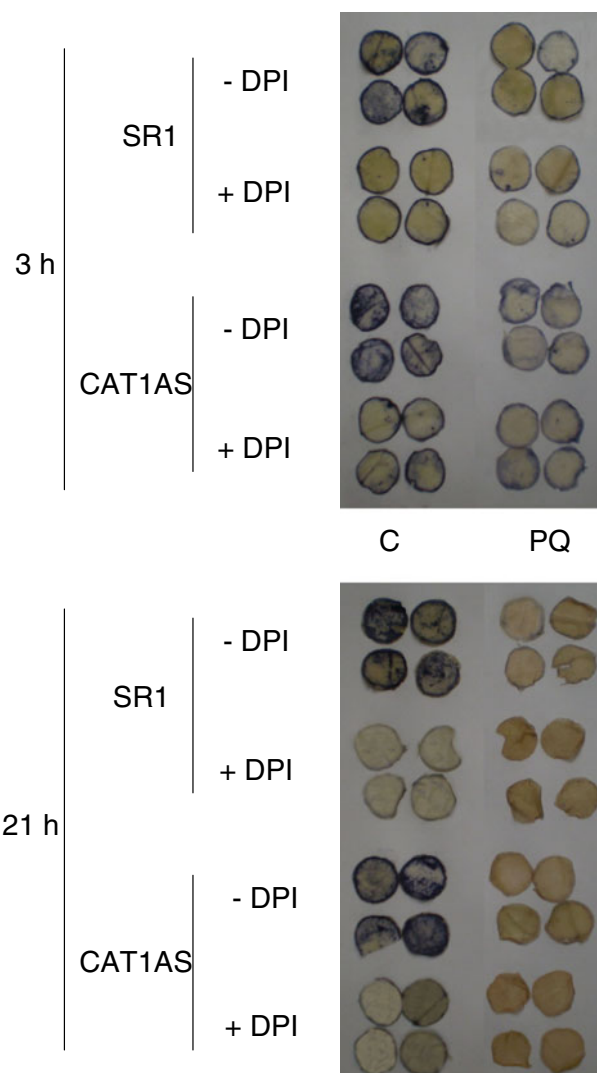 - DPI
SR1
+ DPI
3 h
- DPI
CAT1AS
+ DPI
C PQ
- DPI
SR1
+ DPI
21 h
- DPI
CAT1AS
+ DPI